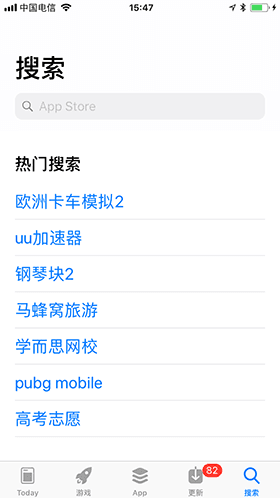 中国电信
15:47
搜索
App Store
热门搜索
欧洲卡车模拟2
uu加速器
钢琴块2
马蜂窝旅游
学而思网校
pubg mobile
高考志愿
82
Today
游戏
App
更新
搜索